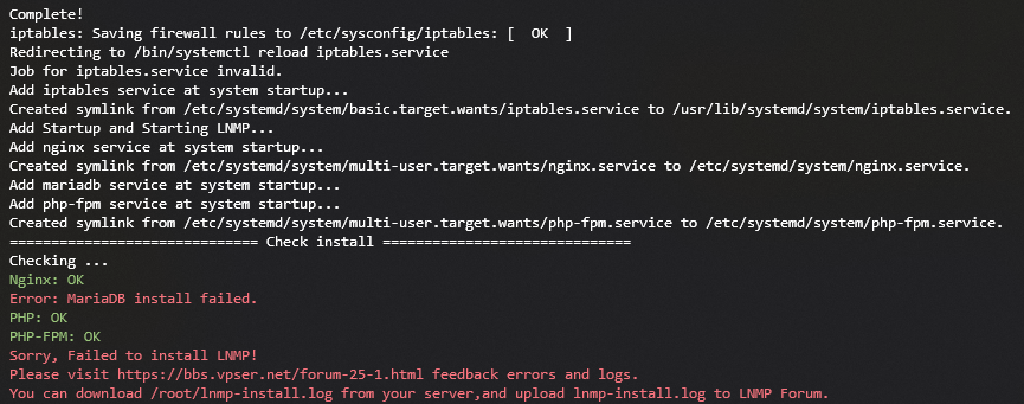 Complete!
iptables: Saving firewall rules to /etc/sysconfig/iptables: [  OK  ]
Redirecting to /bin/systemctl reload iptables.service
Job for iptables.service invalid.
Add iptables service at system startup...
Created symlink from /etc/systemd/system/basic.target.wants/iptables.service to /usr/lib/systemd/system/iptables.service.
Add Startup and Starting LNMP...
Add nginx service at system startup...
Created symlink from /etc/systemd/system/multi-user.target.wants/nginx.service to /etc/systemd/system/nginx.service.
Add mariadb service at system startup...
Add php-fpm service at system startup...
Created symlink from /etc/systemd/system/multi-user.target.wants/php-fpm.service to /etc/systemd/system/php-fpm.service.
============================== Check install ==============================
Checking ...
Nginx: OK
Error: MariaDB install failed.
PHP: OK
PHP-FPM: OK
Sorry, Failed to install LNMP!
Please visit https://bbs.vpser.net/forum-25-1.html feedback errors and logs.
You can download /root/lnmp-install.log from your server,and upload lnmp-install.log to LNMP Forum.